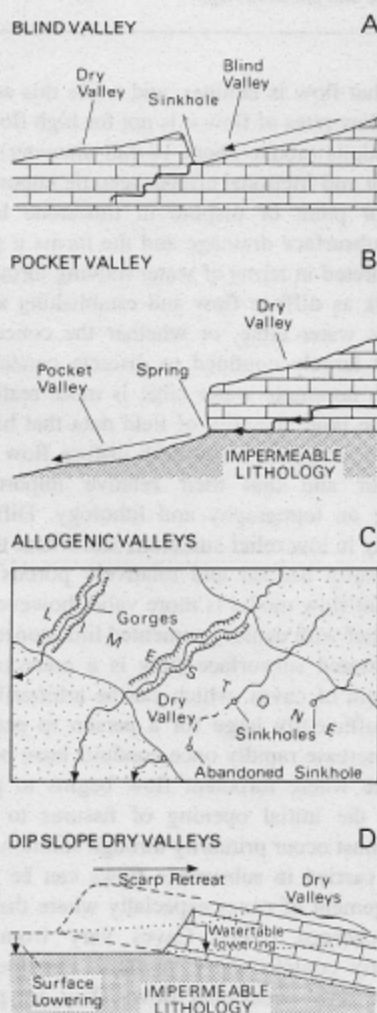 BLIND VALLEY
A
Dry
Valley
Sinkhole
Blind
Valley
POCKET VALLEY
B
Dry
Valley
Pocket
Valley
Spring
IMPERMEABLE
LITHOLOGY
ALLOGENIC VALLEYS
C
Gorges
LIMESTONE
Dry
Valley
Sinkholes
Abandoned Sinkhole
DIP SLOPE DRY VALLEYS
D
Scarp Retreat
Dry
Valleys
Watertable
lowering
Surface
Lowering
IMPERMEABLE
LITHOLOGY